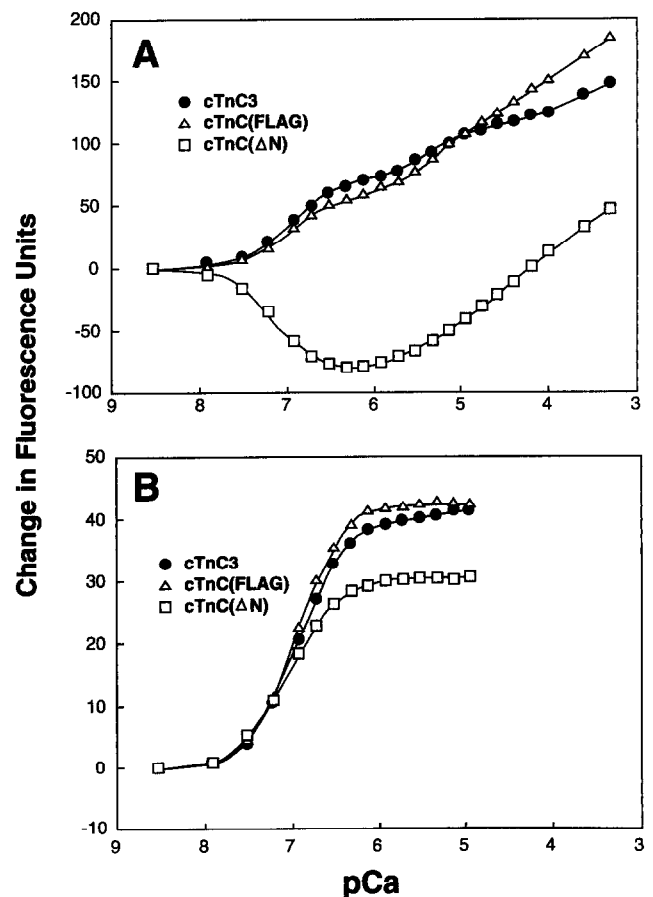 Change in Fluorescence Units
200
150
100
50
0
-50
-100
A
cTnC3
cTnC(FLAG)
cTnC(ΔN)
9 8 7 6 5 4 3
50
40
30
20
10
0
-10
B
cTnC3
cTnC(FLAG)
cTnC(ΔN)
9 8 7 6 5 4 3
pCa